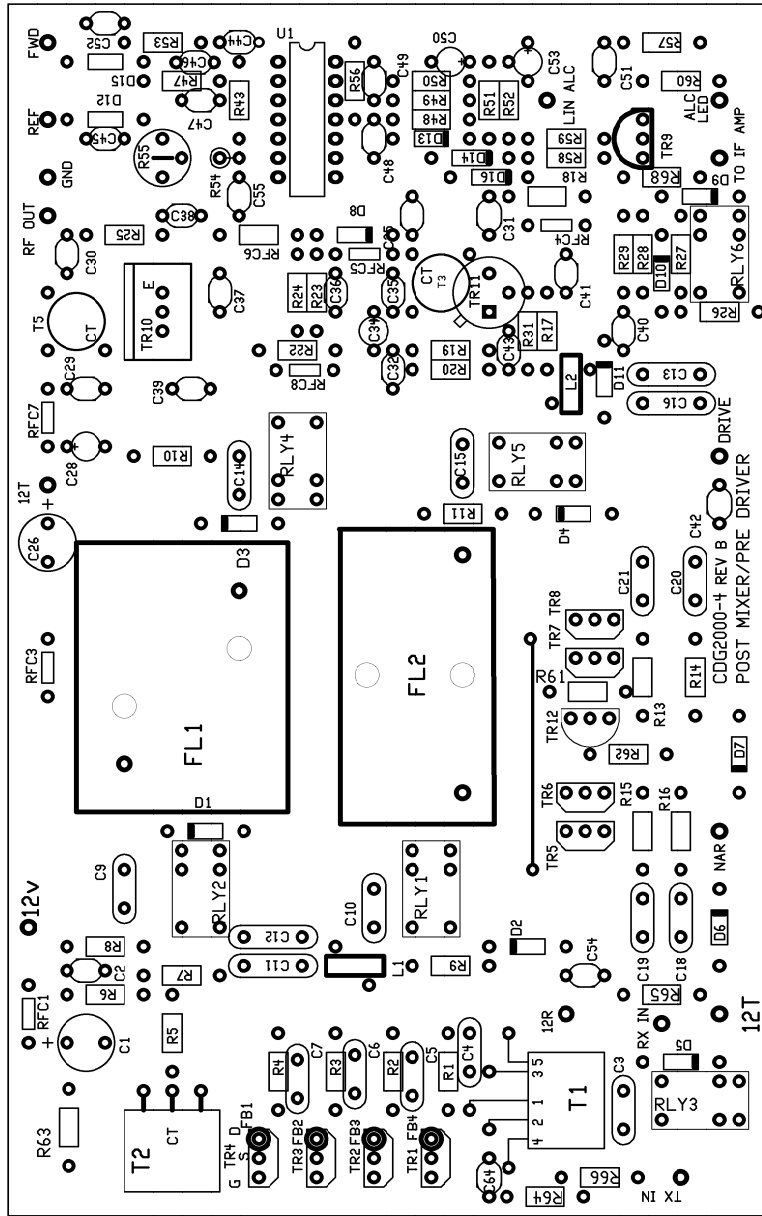 FWD
C52
R53
C44
U1
C50
C53
R57
C46
R56
C49
R50
C51
D15
R47
R60
D12
R43
R49
R51
R52
LIN ALC
ALC
LED
REF
C47
R48
C45
R55
D13
R59
TR9
C48
D14
R58
TO IF AMP
GND
R54
D16
R18
R68
D9
C55
RF OUT
C38
D8
C31
R25
RFC6
RFC4
R29
R28
R27
RLY6
C30
RFC5
CT
T3
TR11
D10
E
R24
R23
C36
C35
C41
T5
C37
CT
TR10
R26
C34
R31
R17
C40
R22
R19
C43
C32
R20
L2
D11
C13
C29
C39
RFC8
C16
RFC7
RLY4
C28
R10
C14
C15
RLY5
DRIVE
12T
+
C26
D3
R11
D4
C42
C21
C20
TR8
TR7
CDG2000-4 REV B
POST MIXER/PRE DRIVER
RFC3
FL1
FL2
R61
R14
R13
TR12
R62
D7
D1
TR6
R15
R16
TR5
C9
RLY2
RLY1
NAR
12v
C10
C12
R8
D2
D6
C2
R7
C11
L1
R9
C54
C19
C18
R6
R65
RFC1
12R
RX IN
12T
+
C1
R5
C7
C6
C5
C4
R4
R3
R2
R1
5
3
D5
C3
1
T1
RLY3
R63
T2
CT
FB1
FB2
FB3
FB4
2
4
D
S
G
TR4
TR3
TR2
TR1
C64
R66
R64
TX IN